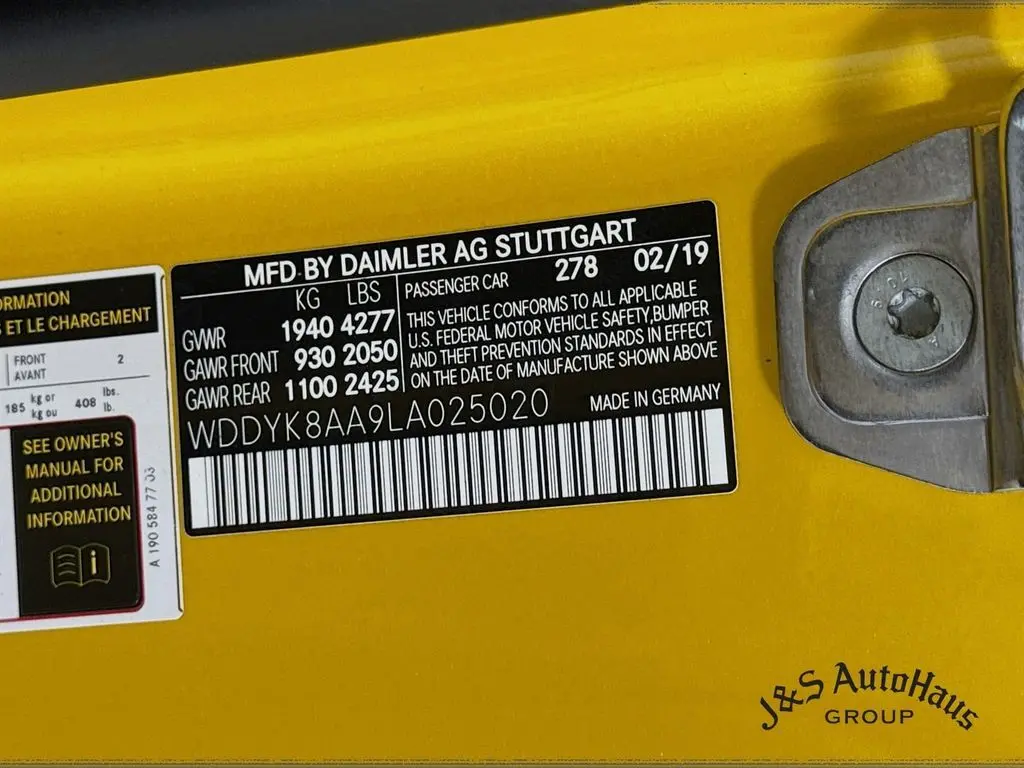 ORMATION
S ET LE CHARGEMENT
FRONT 2
AVANT
185 kg or 408 lbs.
kg ou lb.
SEE OWNER'S
MANUAL FOR
ADDITIONAL
INFORMATION
i
A 190 584 77 03
MFD BY DAIMLER AG STUTTGART
KG LBS PASSENGER CAR 278 02/19
GVWR 1940 4277
GAWR FRONT 930 2050
GAWR REAR 1100 2425
THIS VEHICLE CONFORMS TO ALL APPLICABLE
U.S. FEDERAL MOTOR VEHICLE SAFETY,BUMPER
AND THEFT PREVENTION STANDARDS IN EFFECT
ON THE DATE OF MANUFACTURE SHOWN ABOVE
WDDYK8AA9LA025020 MADE IN GERMANY
J&S AutoHaus
GROUP